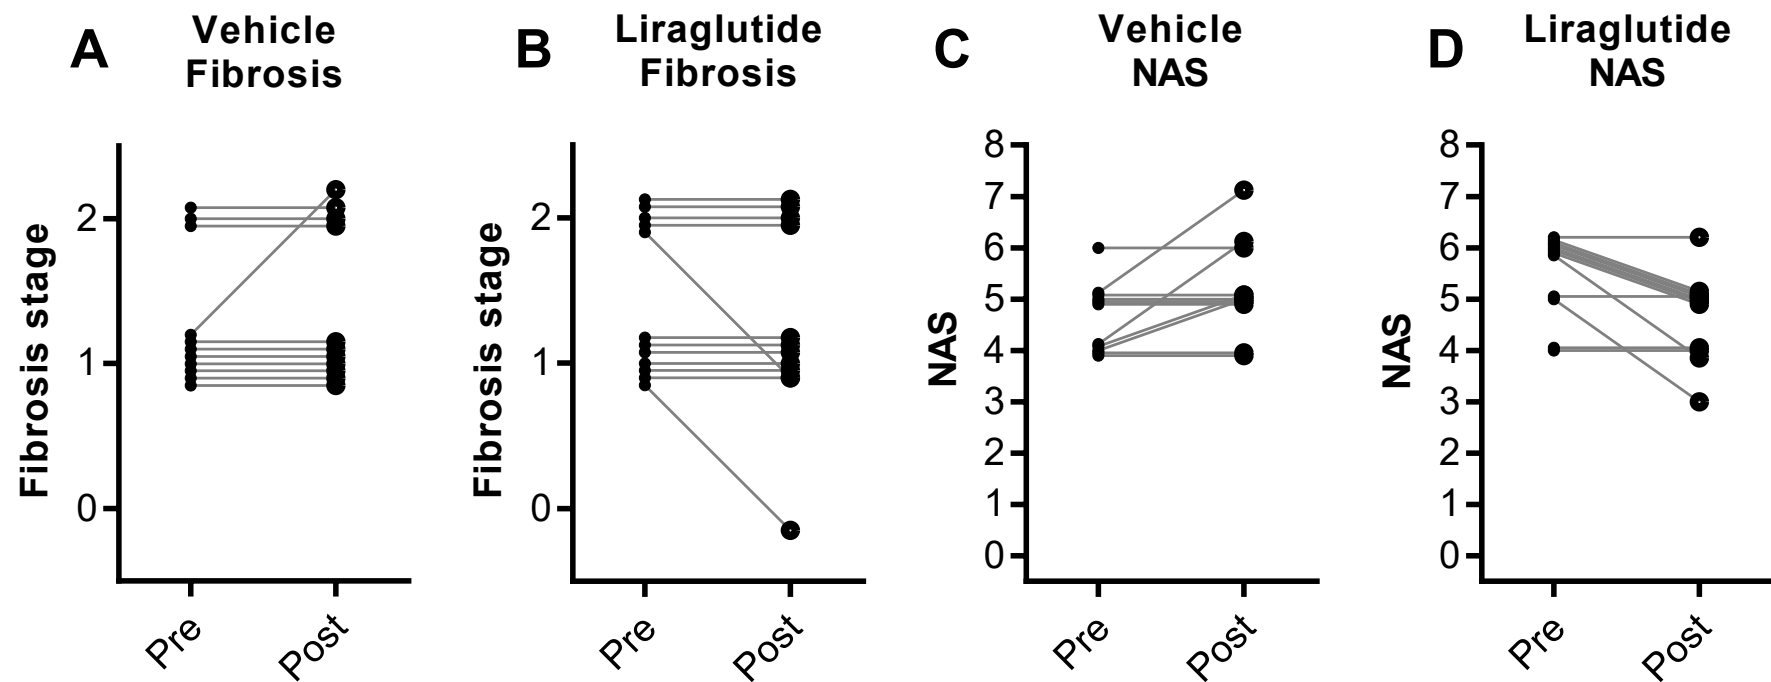 A
Vehicle
Fibrosis
Fibrosis stage
2
1
0
Pre
Post
B
Liraglutide
Fibrosis
Fibrosis stage
2
1
0
Pre
Post
C
Vehicle
NAS
NAS
8
7
6
5
4
3
2
1
0
Pre
Post
D
Liraglutide
NAS
NAS
8
7
6
5
4
3
2
1
0
Pre
Post